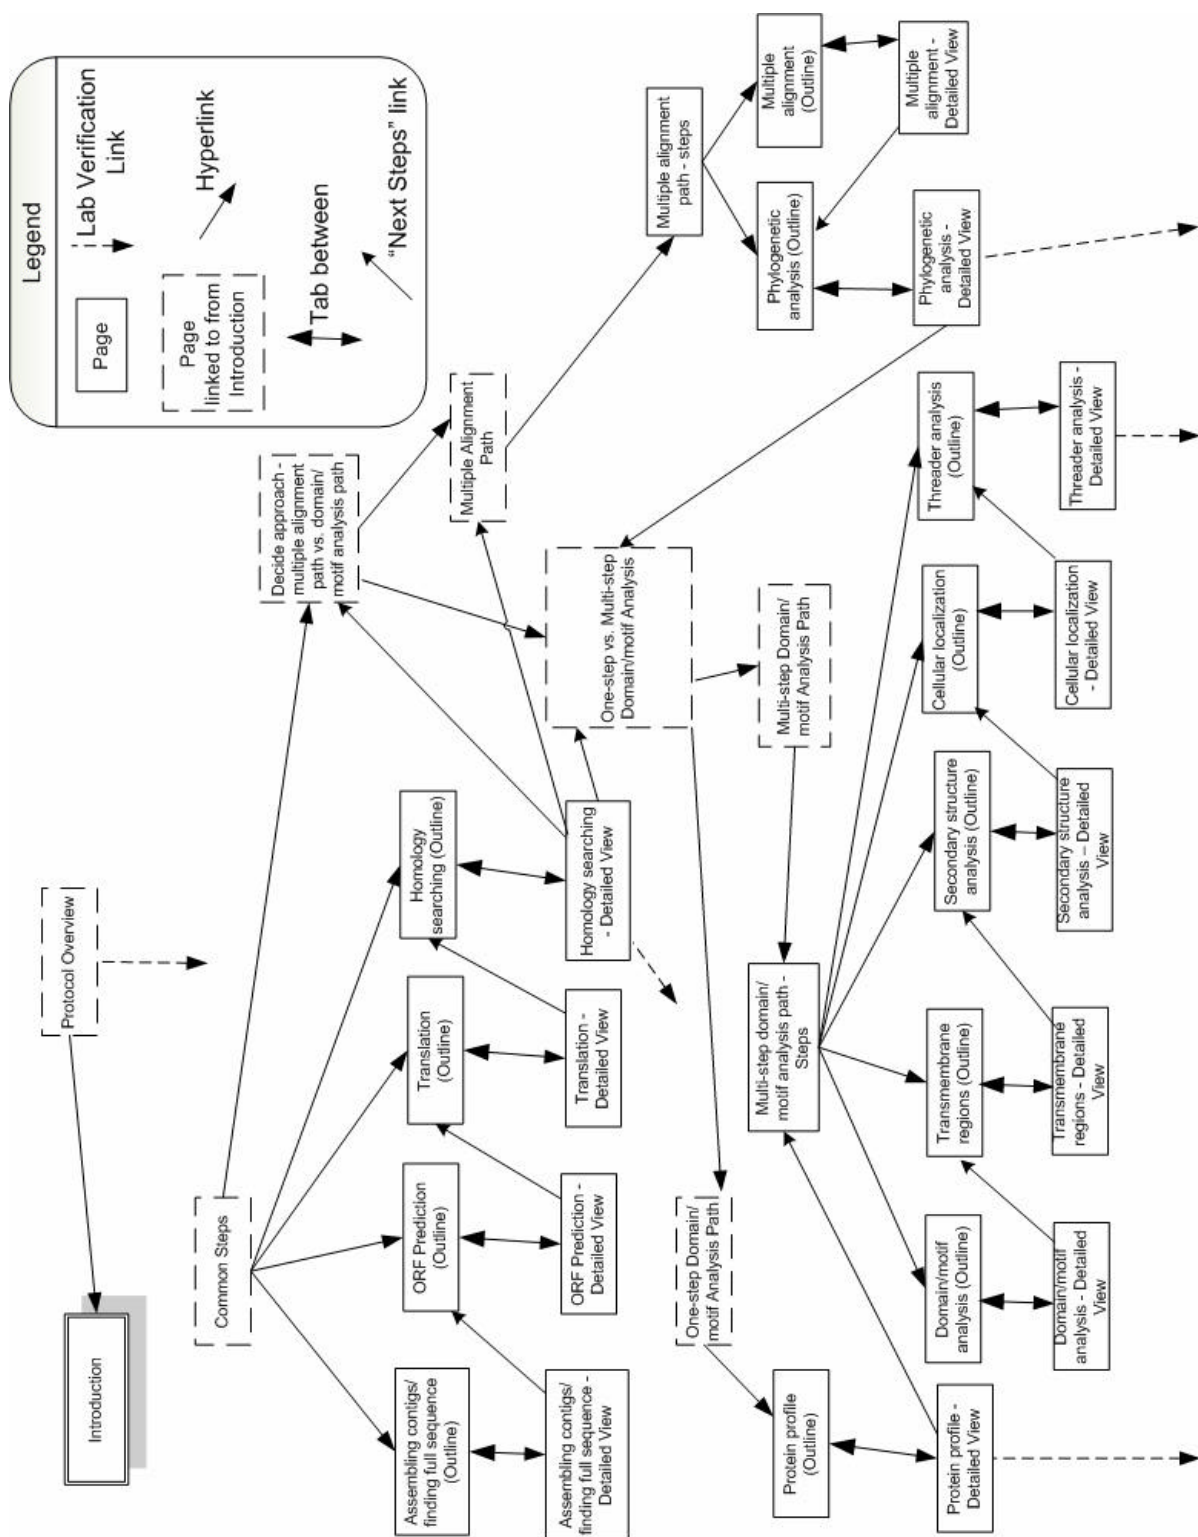 Legend
Page
Lab Verification
Link
Page
linked to from
Introduction
Hyperlink
Tab between
"Next Steps" link
Introduction
Protocol Overview
Common Steps
Decide approach -
multiple alignment
path vs. domain/
motif analysis path
Assembling contigs/
finding full sequence
(Outline)
ORF Prediction
(Outline)
Translation
(Outline)
Homology
searching (Outline)
Multiple Alignment
Path
Assembling contigs/
finding full sequence –
Detailed View
ORF Prediction –
Detailed View
Translation -
Detailed View
Homology searching
- Detailed View
One-step vs. Multi-step
Domain/motif Analysis
Multiple alignment
path - steps
One-step Domain/
motif Analysis Path
Multi-step Domain/
motif Analysis Path
Phylogenetic
analysis (Outline)
Multiple
alignment
(Outline)
Protein profile
(Outline)
Multi-step domain/
motif analysis path -
Steps
Phylogenetic
analysis -
Detailed View
Multiple
alignment -
Detailed View
Protein profile -
Detailed View
Domain/motif
analysis (Outline)
Transmembrane
regions (Outline)
Secondary structure
analysis (Outline)
Cellular localization
(Outline)
Threader analysis
(Outline)
Domain/motif
analysis - Detailed
View
Transmembrane
regions - Detailed
View
Secondary structure
analysis – Detailed
View
Cellular localization
- Detailed View
Threader analysis -
Detailed View